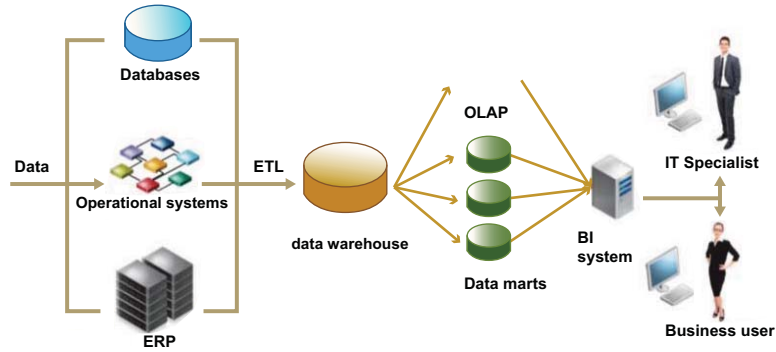 Databases
Data
Operational systems
ERP
ETL
data warehouse
OLAP
Data marts
BI
system
IT Specialist
Business user